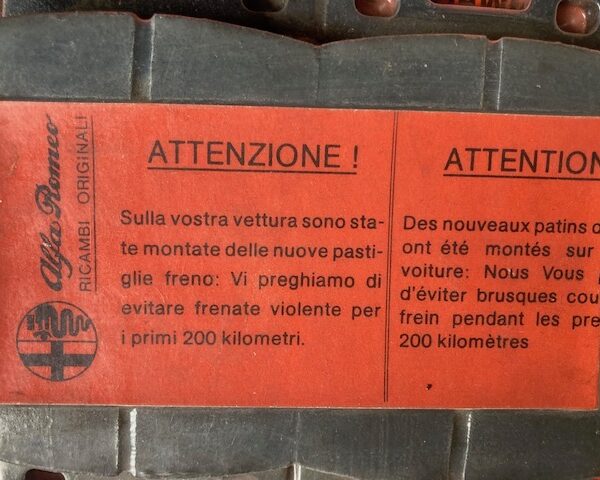 Alfa Romeo
RICAMBI ORIGINALI
ATTENZIONE !
Sulla vostra vettura sono sta-
te montate delle nuove pasti-
glie freno: Vi preghiamo di
evitare frenate violente per
i primi 200 kilometri.
ATTENTION
Des nouveaux patins
ont été montés sur
voiture: Nous Vous
d'éviter brusques
frein pendant les
200 kilomètres